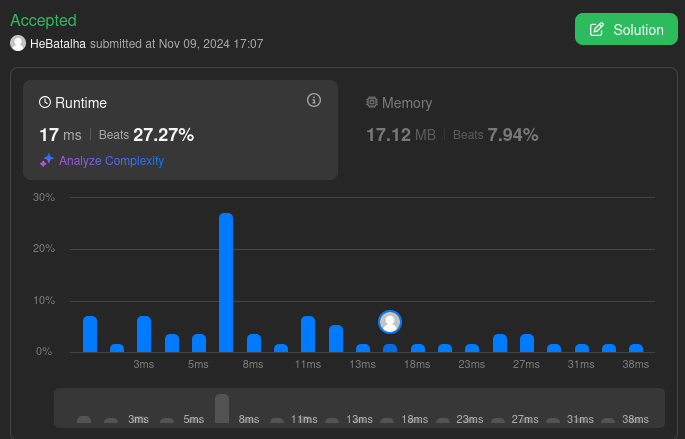 Accepted
HeBatalha submitted at Nov 09, 2024 17:07
Solution
Runtime
17 ms | Beats 27.27%
Analyze Complexity
Memory
17.12 MB | Beats 7.94%
30%
20%
10%
0%
3ms 5ms 8ms 11ms 13ms 18ms 23ms 27ms 31ms 38ms
3ms 5ms 8ms 11ms 13ms 18ms 23ms 27ms 31ms 38ms